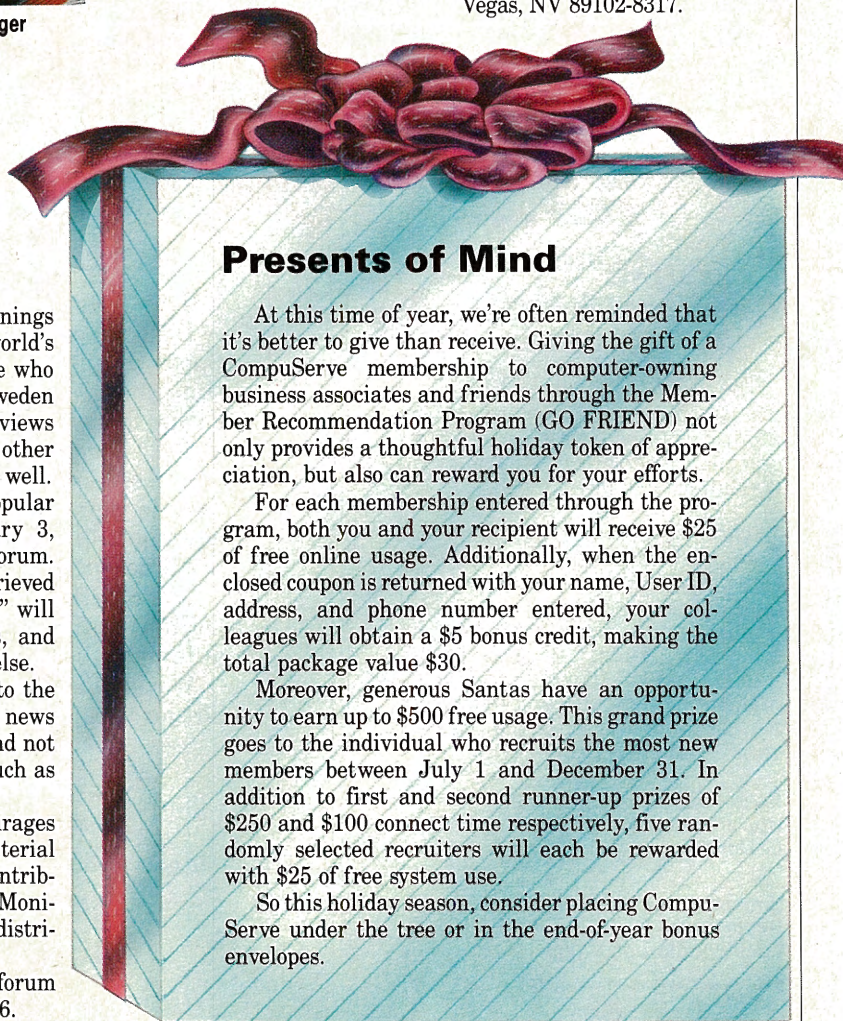 ger
Vegas, NV 89102-8317.
nings
orld's
e who
weden
views
other
well.
opular
ry 3,
orum.
rieved
” will
, and
else.
to the
news
nd not
uch as
rages
terial
ntrib-
Moni-
distri-
forum
6.
Presents of Mind
At this time of year, we're often reminded that
it's better to give than receive. Giving the gift of a
CompuServe membership to computer-owning
business associates and friends through the Mem-
ber Recommendation Program (GO FRIEND) not
only provides a thoughtful holiday token of appre-
ciation, but also can reward you for your efforts.
For each membership entered through the pro-
gram, both you and your recipient will receive $25
of free online usage. Additionally, when the en-
closed coupon is returned with your name, User ID,
address, and phone number entered, your col-
leagues will obtain a $5 bonus credit, making the
total package value $30.
Moreover, generous Santas have an opportu-
nity to earn up to $500 free usage. This grand prize
goes to the individual who recruits the most new
members between July 1 and December 31. In
addition to first and second runner-up prizes of
$250 and $100 connect time respectively, five ran-
domly selected recruiters will each be rewarded
with $25 of free system use.
So this holiday season, consider placing Compu-
Serve under the tree or in the end-of-year bonus
envelopes.